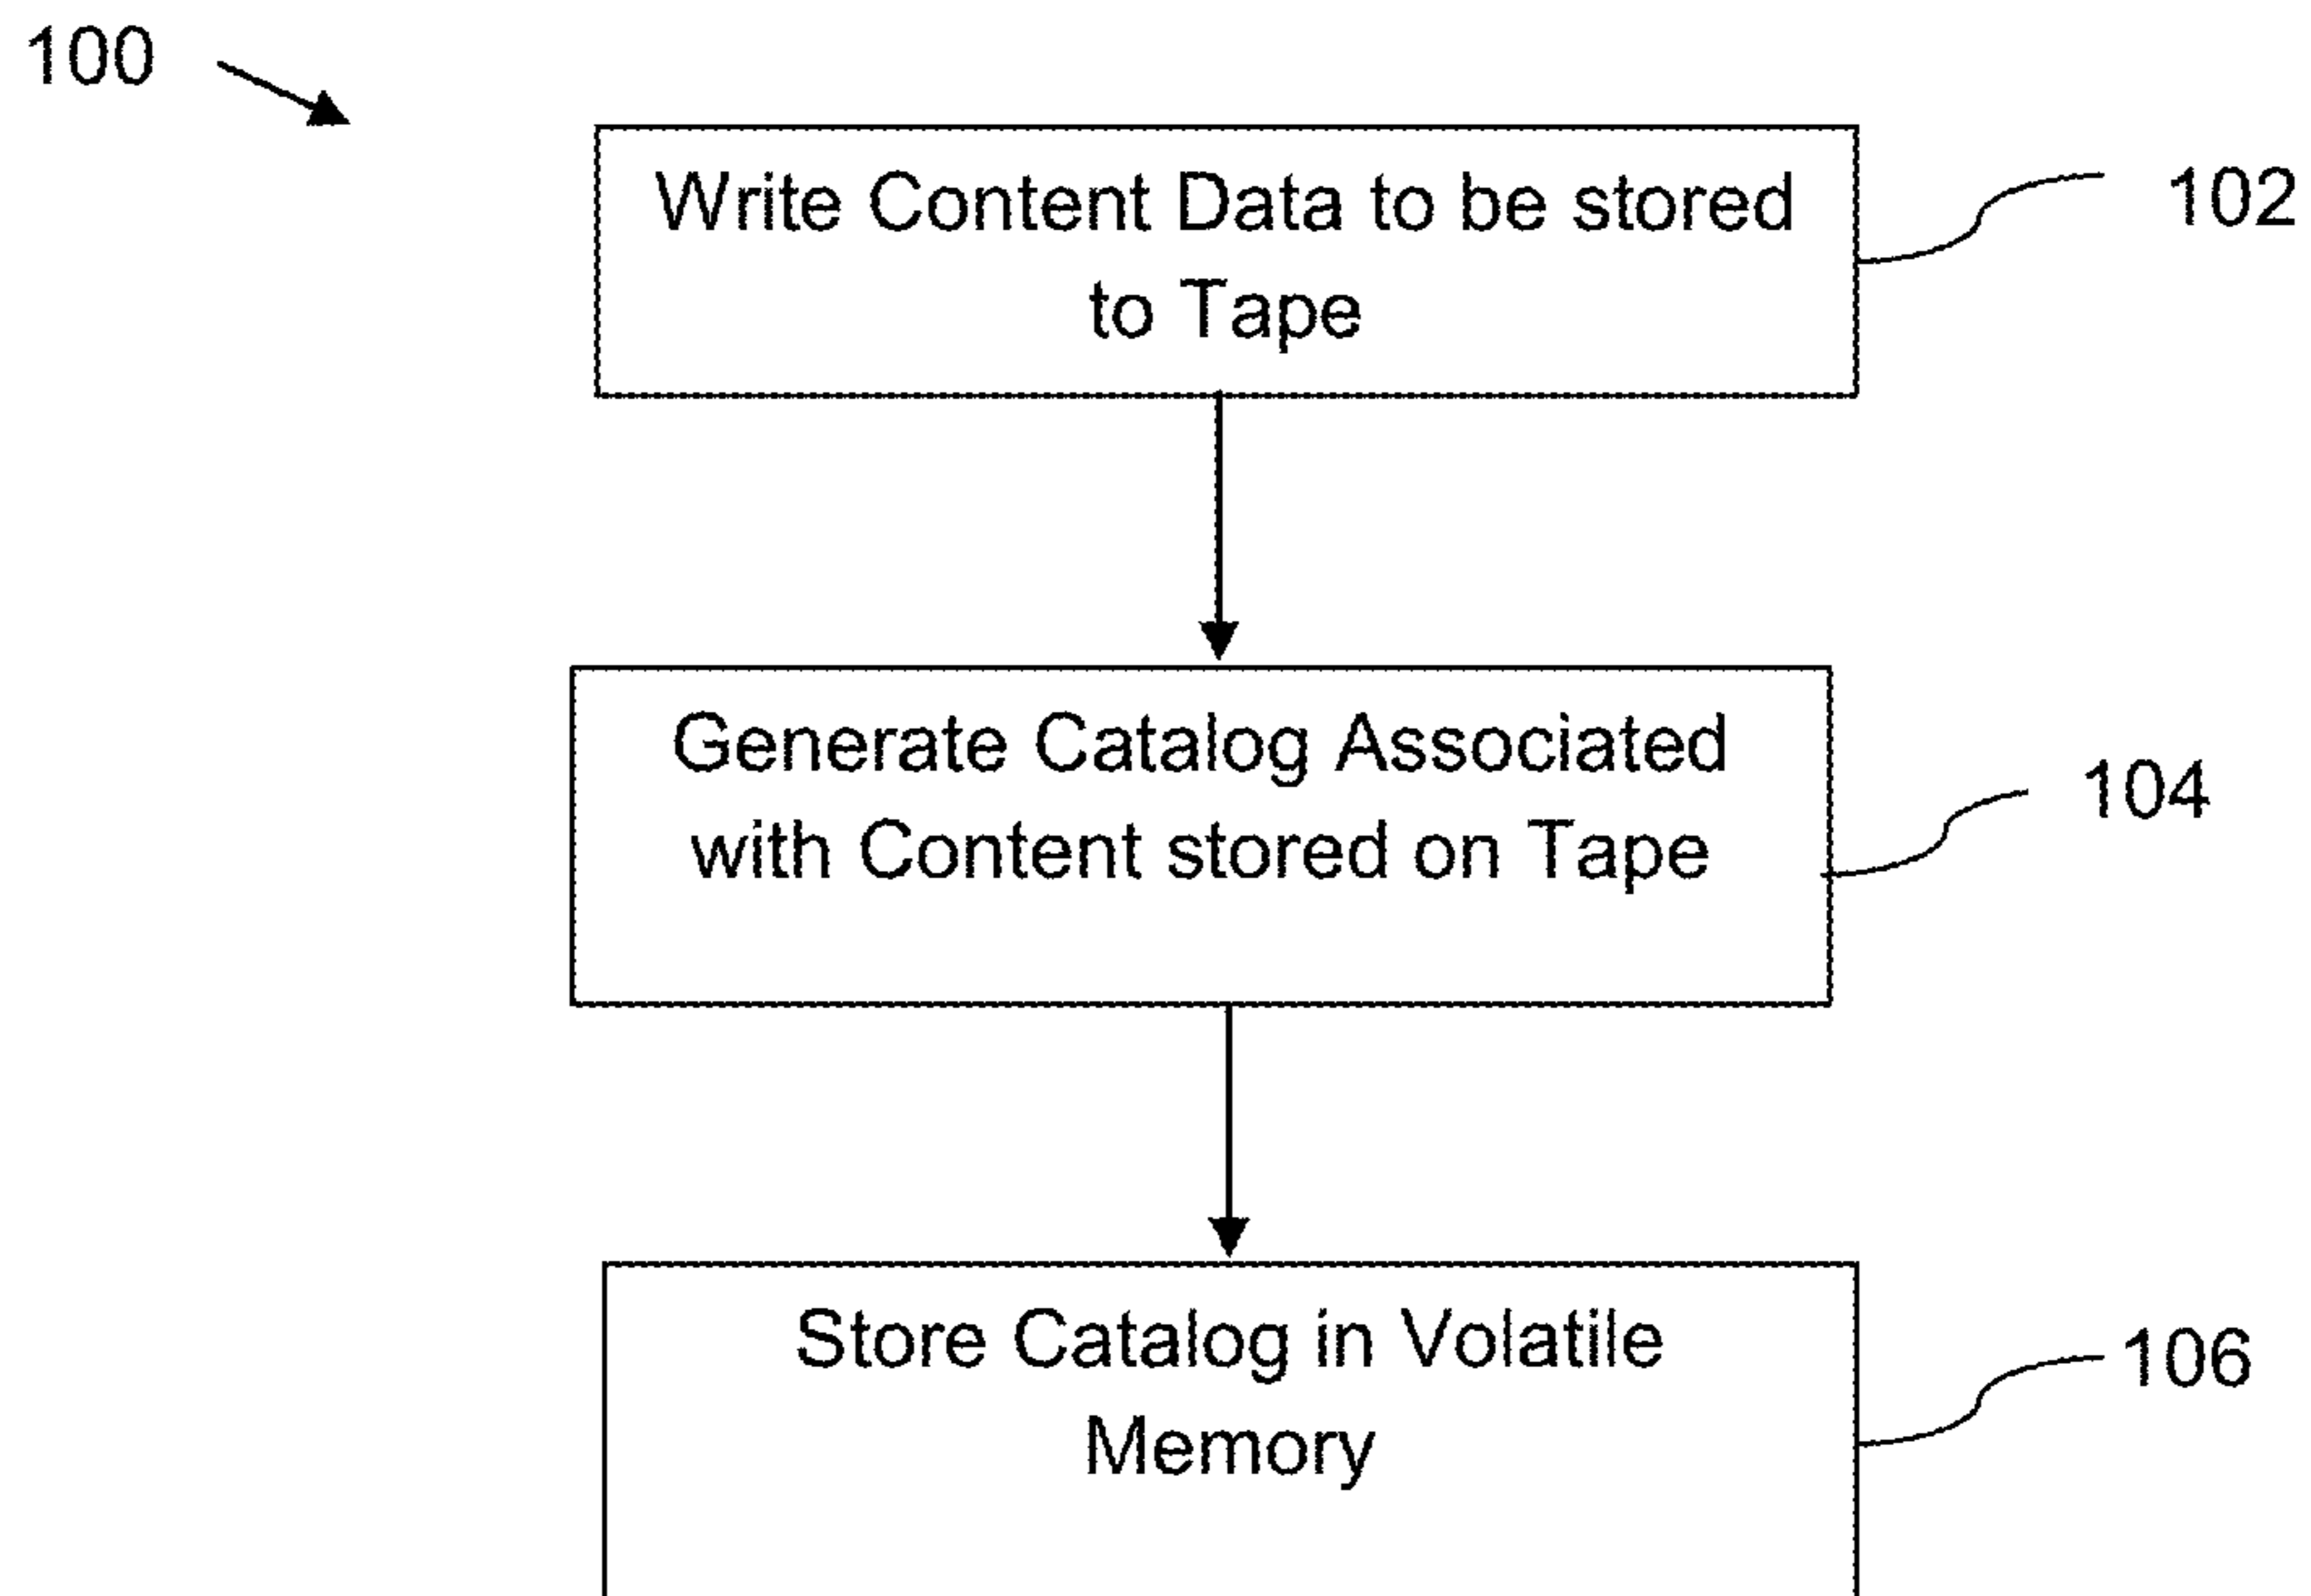 100
Write Content Data to be stored
to Tape
102
Generate Catalog Associated
with Content stored on Tape
104
Store Catalog in Volatile
Memory
106